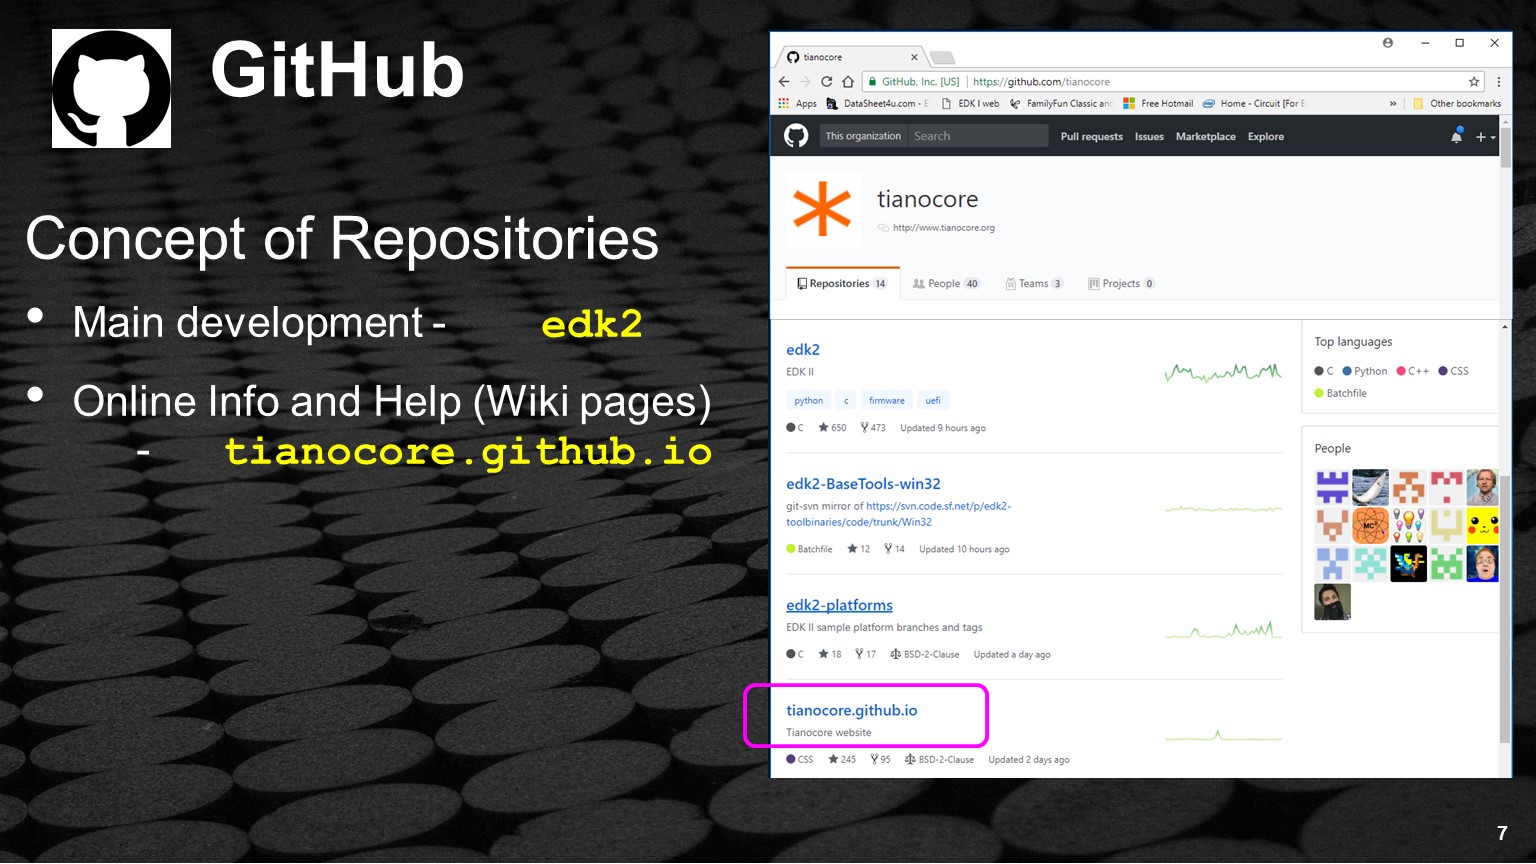 GitHub
Concept of Repositories
• Main development - edk2
• Online Info and Help (Wiki pages)
- tianocore.github.io
tianocore
GitHub, Inc. [US] | https://github.com/tianocore
Apps DataSheet4u.com - E EDK I web FamilyFun Classic and Free Hotmail Home - Circuit [For E » Other bookmarks
This organization Search Pull requests Issues Marketplace Explore
tianocore
http://www.tianocore.org
Repositories 14 People 40 Teams 3 Projects 0
edk2
EDK II
python c firmware uefi
C 650 473 Updated 9 hours ago
edk2-BaseTools-win32
git-svn mirror of https://svn.code.sf.net/p/edk2-
toolbinaries/code/trunk/Win32
Batchfile 12 14 Updated 10 hours ago
edk2-platforms
EDK II sample platform branches and tags
C 18 17 BSD-2-Clause Updated a day ago
tianocore.github.io
Tianocore website
CSS 245 95 BSD-2-Clause Updated 2 days ago
Top languages
C Python C++ CSS
Batchfile
People
7